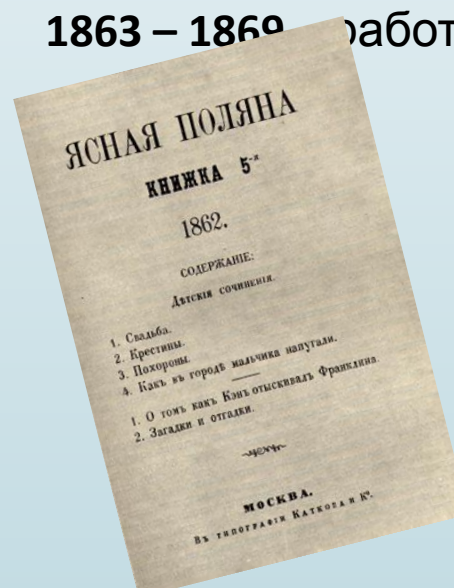 1863 – 1869 работ
ЯСНАЯ ПОЛЯНА
КНИЖКА 5-я
1862.
СОДЕРЖАНІЕ:
Дѣтскія сочиненія.
1. Свадьба.
2. Крестины.
3. Похороны.
4. Какъ въ городѣ мальчика напугали.
1. О томъ какъ Кэнъ отыскивалъ Франклина.
2. Загадки и отгадки.
МОСКВА.
Въ типографіи Каткова и К°.